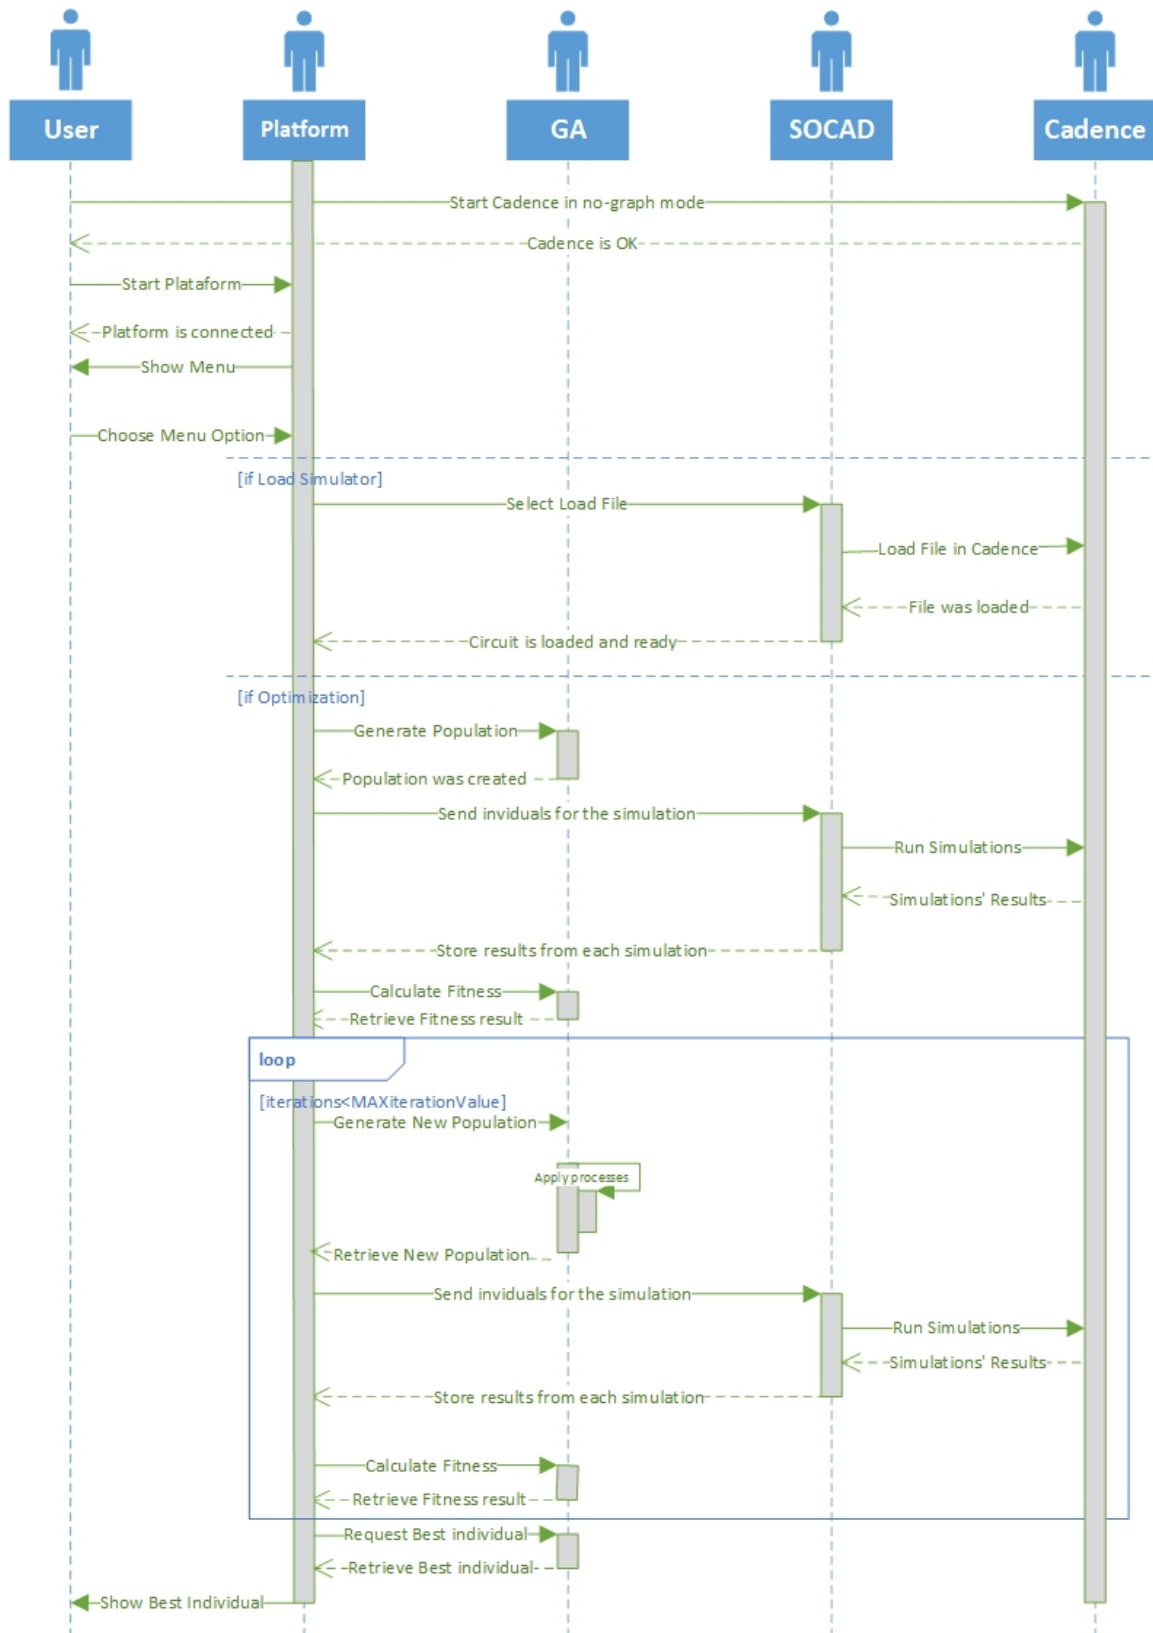 User
Platform
GA
SOCAD
Cadence
Start Cadence in no-graph mode
Cadence is OK
Start Plataform
Platform is connected
Show Menu
Choose Menu Option
[if Load Simulator]
Select Load File
Load File in Cadence
File was loaded
Circuit is loaded and ready
[if Optimization]
Generate Population
Population was created
Send inviduals for the simulation
Run Simulations
Simulations' Results
Store results from each simulation
Calculate Fitness
Retrieve Fitness result
loop
[iterations<MAXiterationValue]
Generate New Population
Apply processes
Retrieve New Population
Send inviduals for the simulation
Run Simulations
Simulations' Results
Store results from each simulation
Calculate Fitness
Retrieve Fitness result
Request Best individual
Retrieve Best individual
Show Best Individual